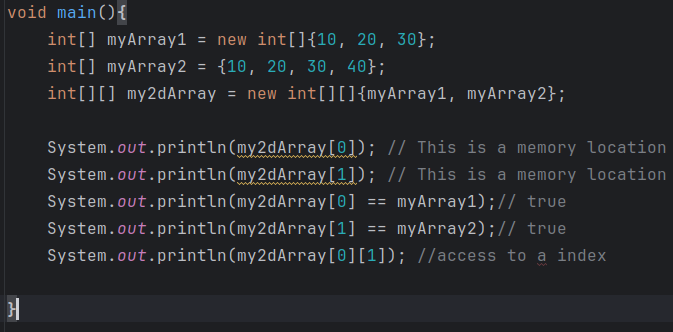 void main(){
    int[] myArray1 = new int[]{10, 20, 30};
    int[] myArray2 = {10, 20, 30, 40};
    int[][] my2dArray = new int[][]{myArray1, myArray2};
    System.out.println(my2dArray[0]); // This is a memory location
    System.out.println(my2dArray[1]); // This is a memory location
    System.out.println(my2dArray[0] == myArray1);// true
    System.out.println(my2dArray[1] == myArray2);// true
    System.out.println(my2dArray[0][1]); //access to a index
}